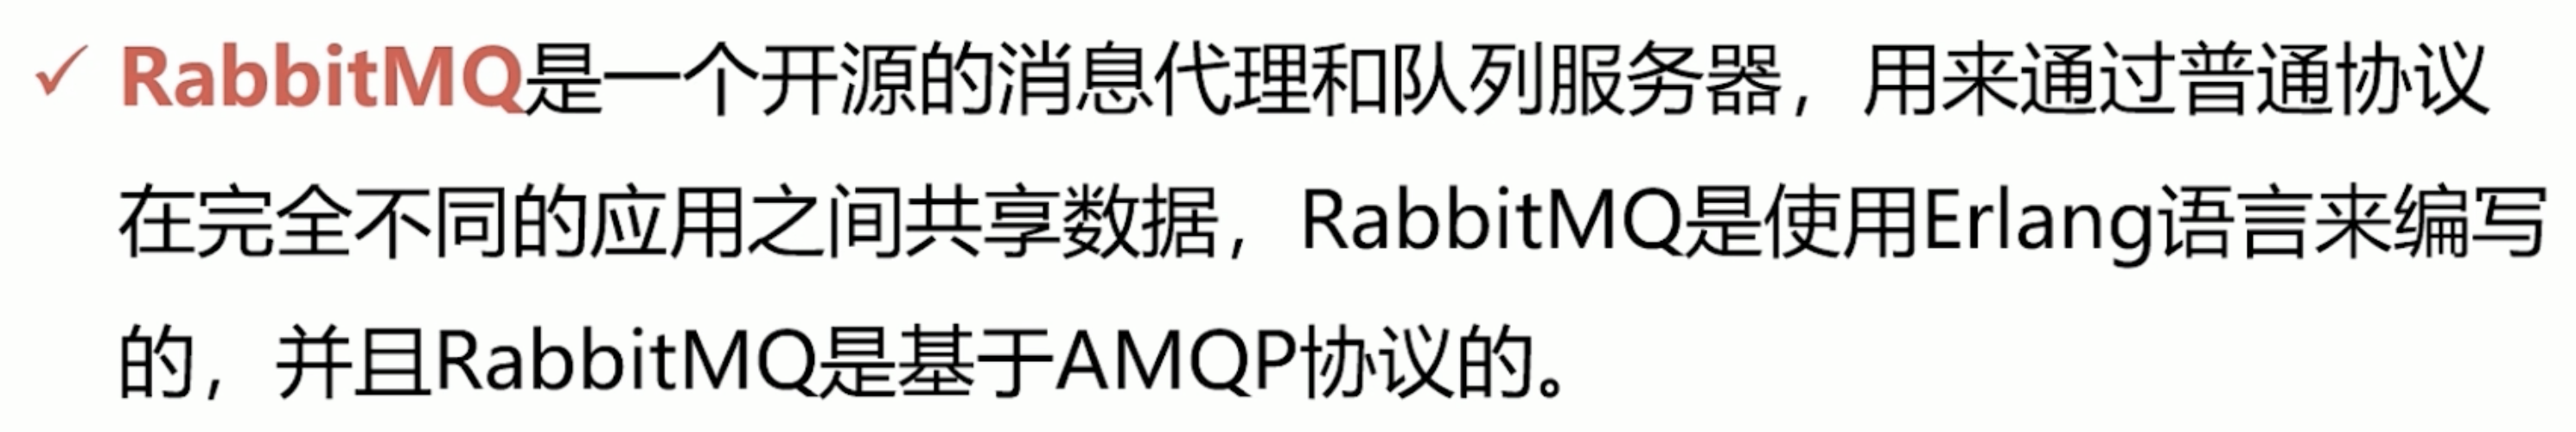 ✓ RabbitMQ是一个开源的消息代理和队列服务器，用来通过普通协议
在完全不同的应用之间共享数据，RabbitMQ是使用Erlang语言来编写
的，并且RabbitMQ是基于AMQP协议的。